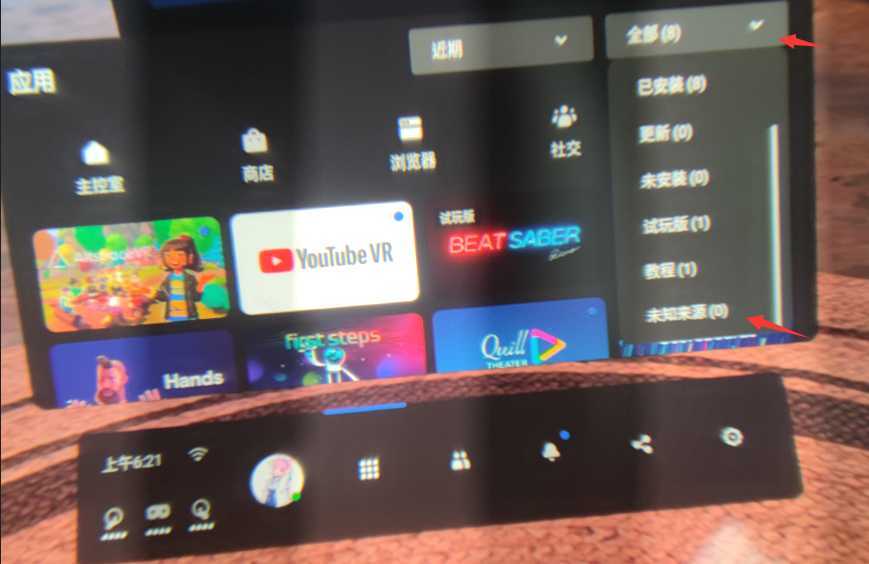 近期
全部 (8)
应用
已安装 (8)
更新 (0)
未安装 (0)
试玩版 (1)
教程 (1)
未知来源 (0)
主控室
商店
浏览器
社交
YouTube VR
试玩版
BEAT SABER
Hands
first steps
Quill
THEATER
上午6:21